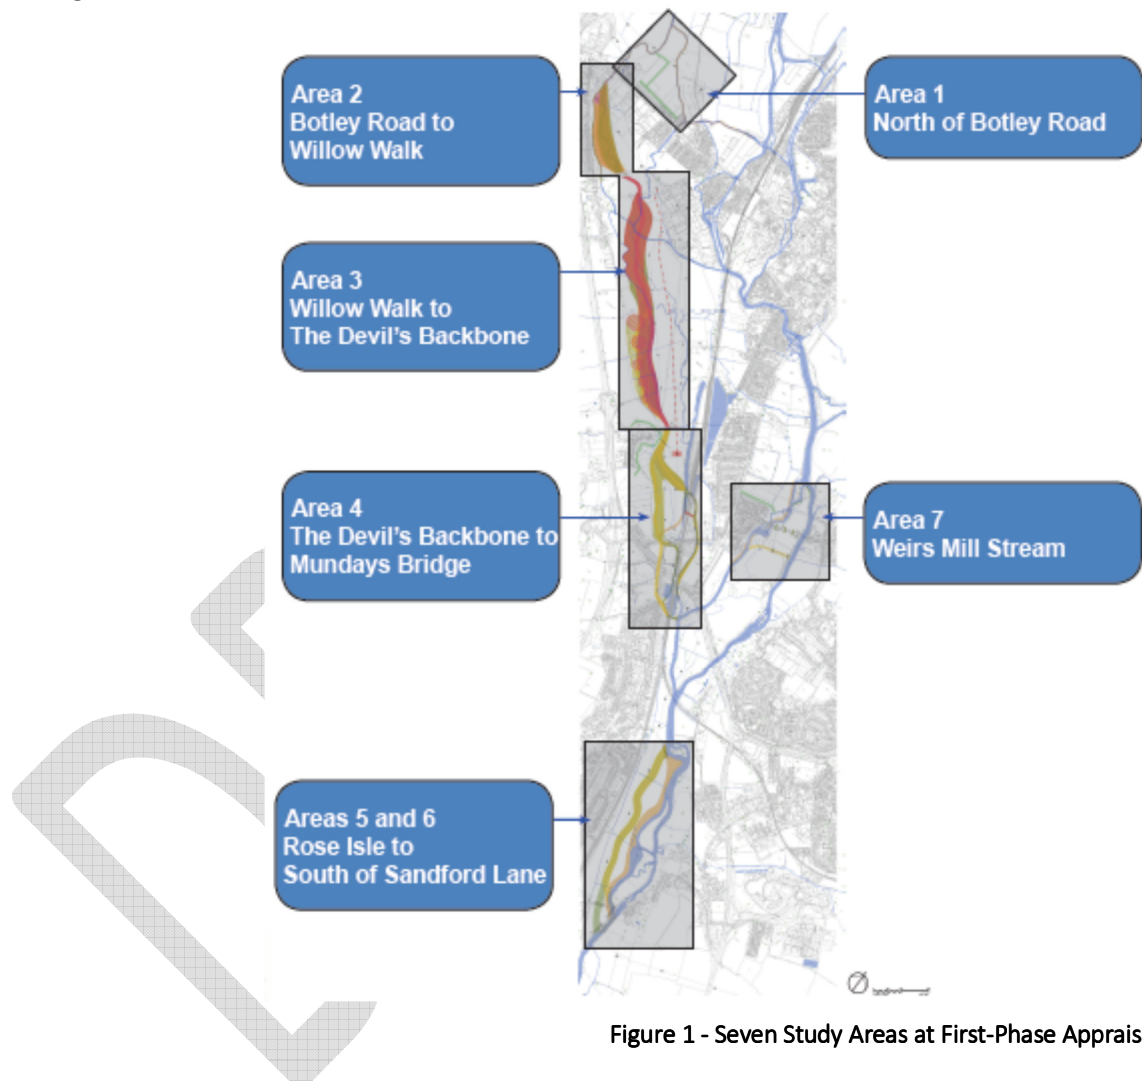 Area 2
Botley Road to
Willow Walk
Area 1
North of Botley Road
Area 3
Willow Walk to
The Devil's Backbone
Area 4
The Devil's Backbone to
Mundays Bridge
Area 7
Weirs Mill Stream
Areas 5 and 6
Rose Isle to
South of Sandford Lane
Figure 1 - Seven Study Areas at First-Phase Apprais